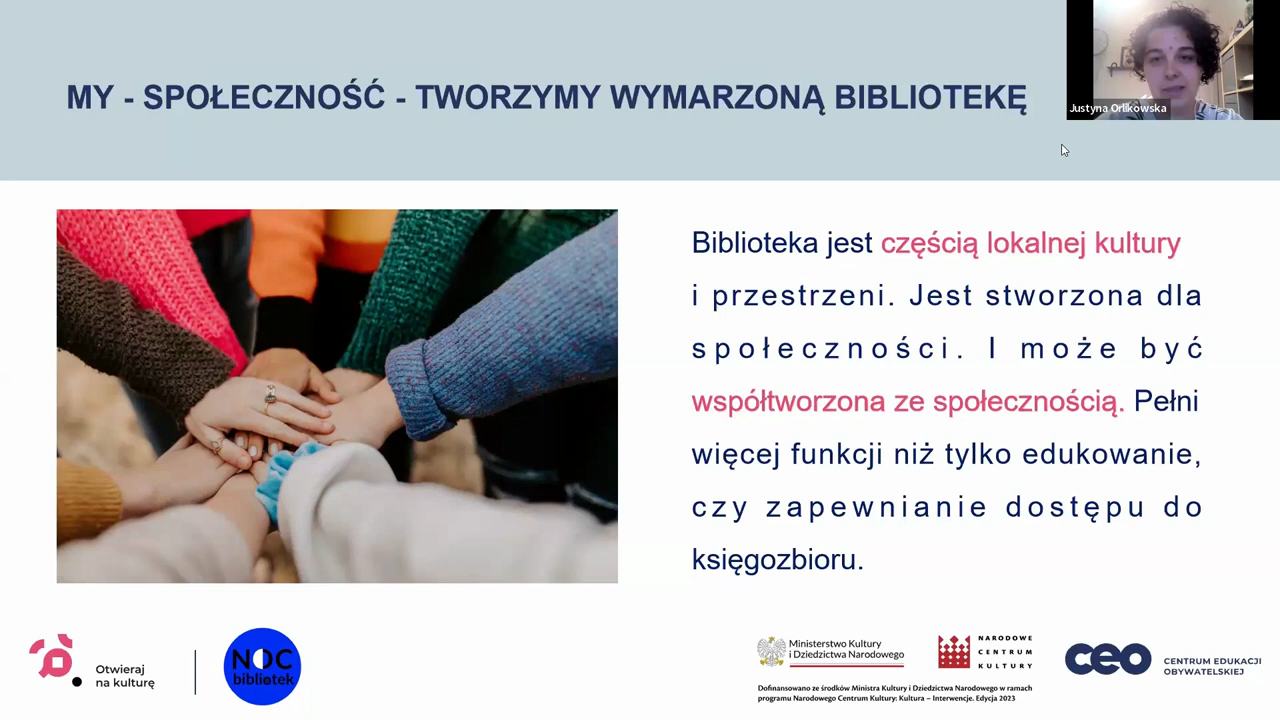 MY - SPOŁECZNOŚĆ - TWORZYMY WYMARZONĄ BIBLIOTEKĘ
Justyna Orlikowska
Biblioteka jest częścią lokalnej kultury
i przestrzeni. Jest stworzona dla
społeczności. I może być
współtworzona ze społecznością. Pełni
więcej funkcji niż tylko edukowanie,
czy zapewnianie dostępu do
księgozbioru.
Otwieraj
na kulturę
NOC
bibliotek
Ministerstwo Kultury
i Dziedzictwa Narodowego
NARODOWE
CENTRUM
KULTURY
Dofinansowano ze środków Ministra Kultury i Dziedzictwa Narodowego w ramach
programu Narodowego Centrum Kultury: Kultura – Interwencje. Edycja 2023
ceo
CENTRUM EDUKACJI
OBYWATELSKIEJ